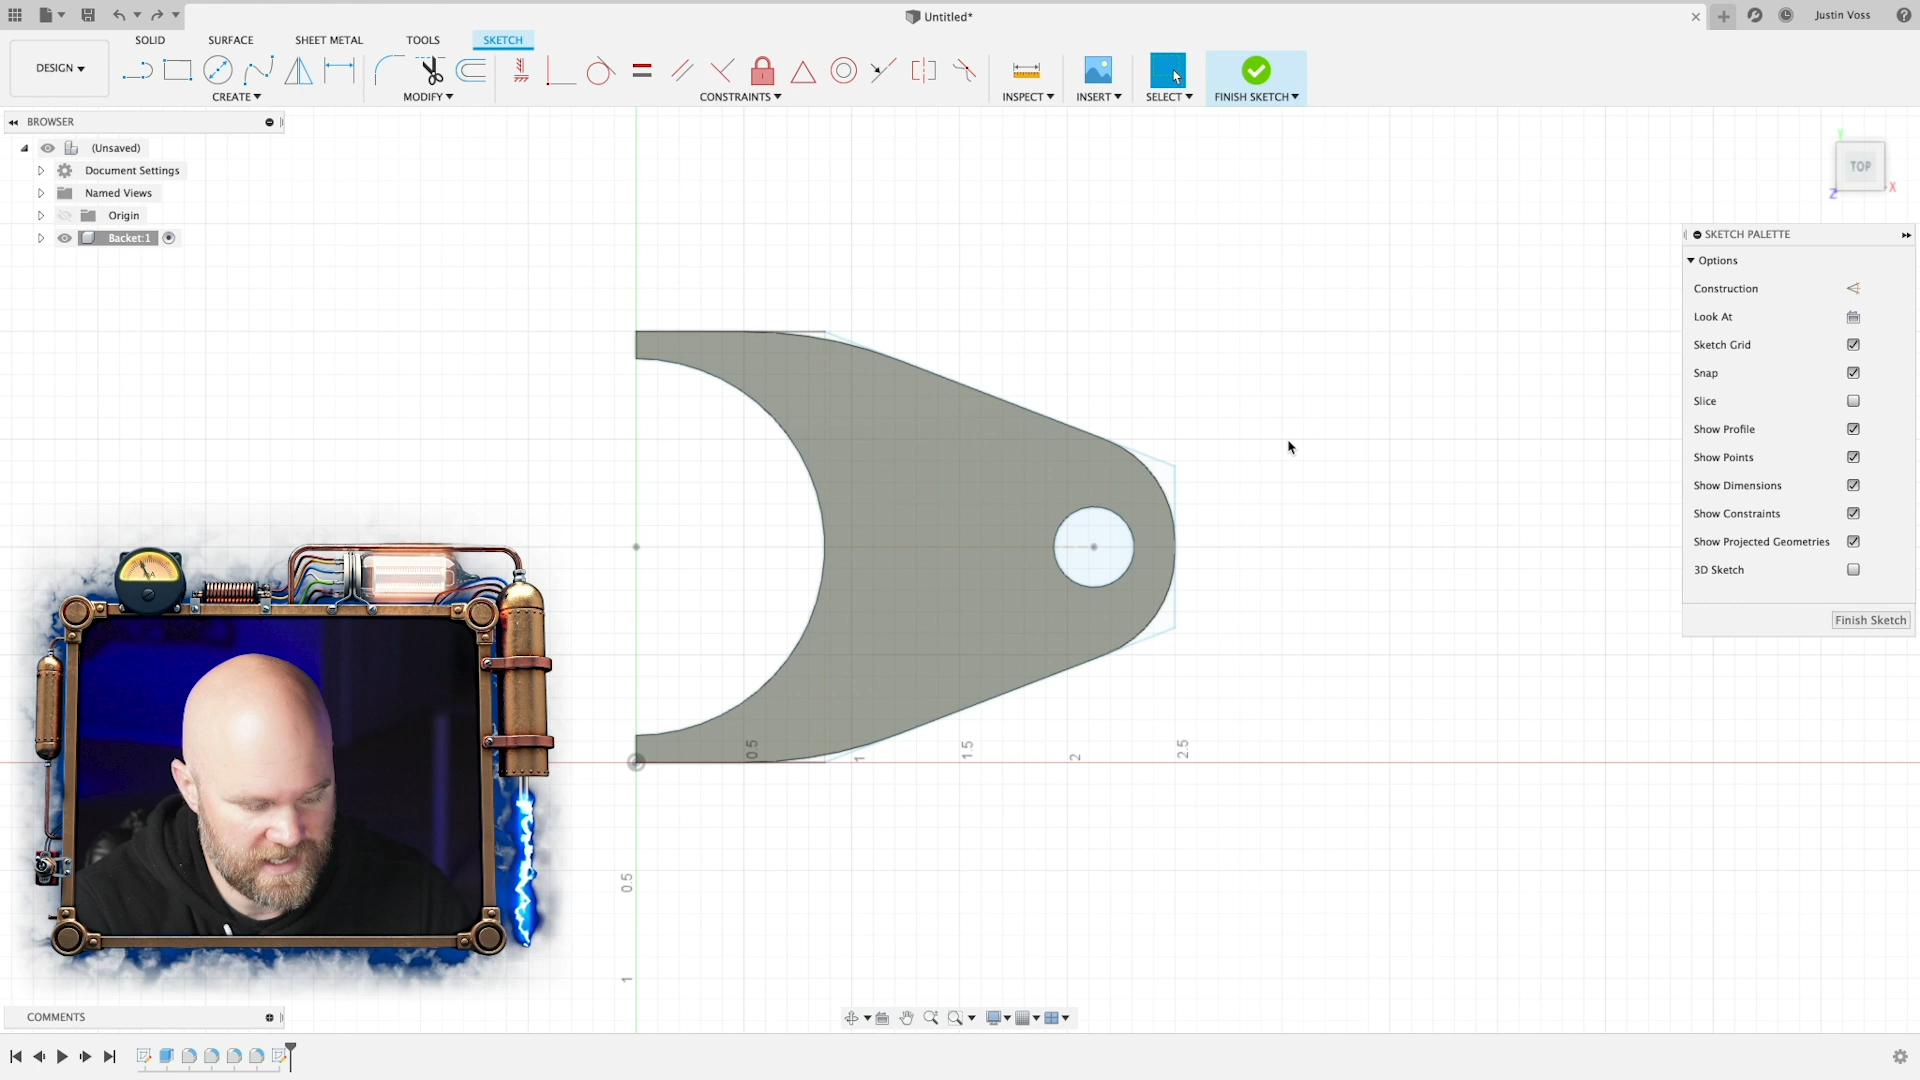 Untitled*
Justin Voss
SOLID
SURFACE
SHEET METAL
TOOLS
SKETCH
DESIGN
CREATE
MODIFY
CONSTRAINTS
INSPECT
INSERT
SELECT
FINISH SKETCH
BROWSER
(Unsaved)
Document Settings
Named Views
Origin
Backet:1
TOP
Y
X
Z
SKETCH PALETTE
Options
Construction
Look At
Sketch Grid
Snap
Slice
Show Profile
Show Points
Show Dimensions
Show Constraints
Show Projected Geometries
3D Sketch
Finish Sketch
0.5
1
1.5
2
2.5
0.5
1
COMMENTS